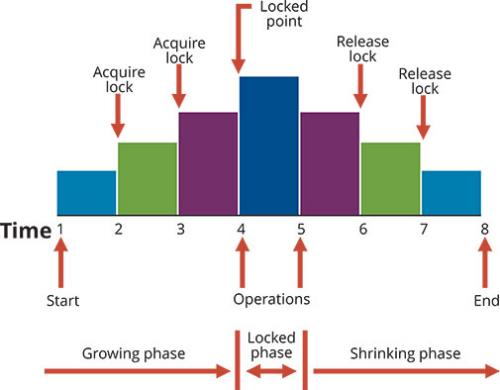 Locked
point
Acquire
lock
Release
lock
Acquire
lock
Release
lock
Time 1 2 3 4 5 6 7 8
Start
Operations
End
Growing phase
Locked
phase
Shrinking phase